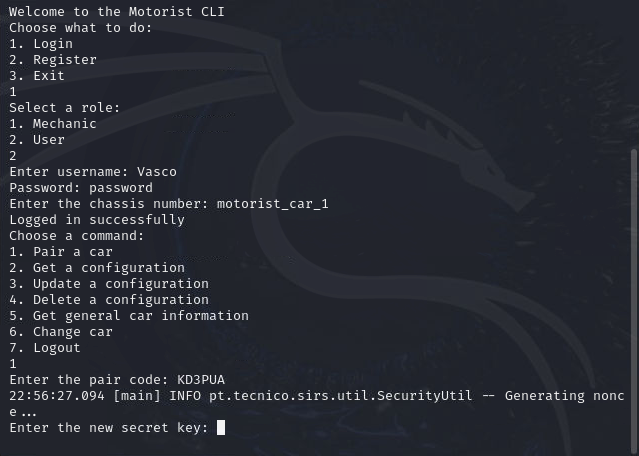 Welcome to the Motorist CLI
Choose what to do:
1. Login
2. Register
3. Exit
1
Select a role:
1. Mechanic
2. User
2
Enter username: Vasco
Password: password
Enter the chassis number: motorist_car_1
Logged in successfully
Choose a command:
1. Pair a car
2. Get a configuration
3. Update a configuration
4. Delete a configuration
5. Get general car information
6. Change car
7. Logout
1
Enter the pair code: KD3PUA
22:56:27.094 [main] INFO pt.tecnico.sirs.util.SecurityUtil -- Generating nonc
e...
Enter the new secret key: